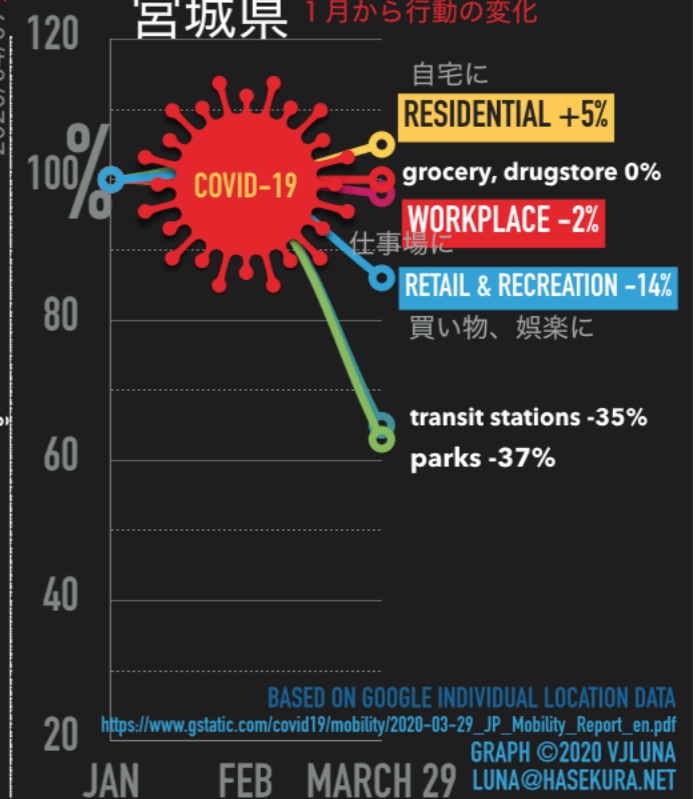 宮城県
1月から行動の変化
120
自宅に
RESIDENTIAL +5%
%
100
grocery, drugstore 0%
COVID-19
WORKPLACE -2%
仕事場に
RETAIL & RECREATION -14%
80
買い物、娯楽に
transit stations -35%
60
parks -37%
40
BASED ON GOOGLE INDIVIDUAL LOCATION DATA
https://www.gstatic.com/covid19/mobility/2020-03-29_JP_Mobility_Report_en.pdf
20
GRAPH ©2020 VJLUNA
JAN FEB MARCH 29
LUNA@HASEKURA.NET